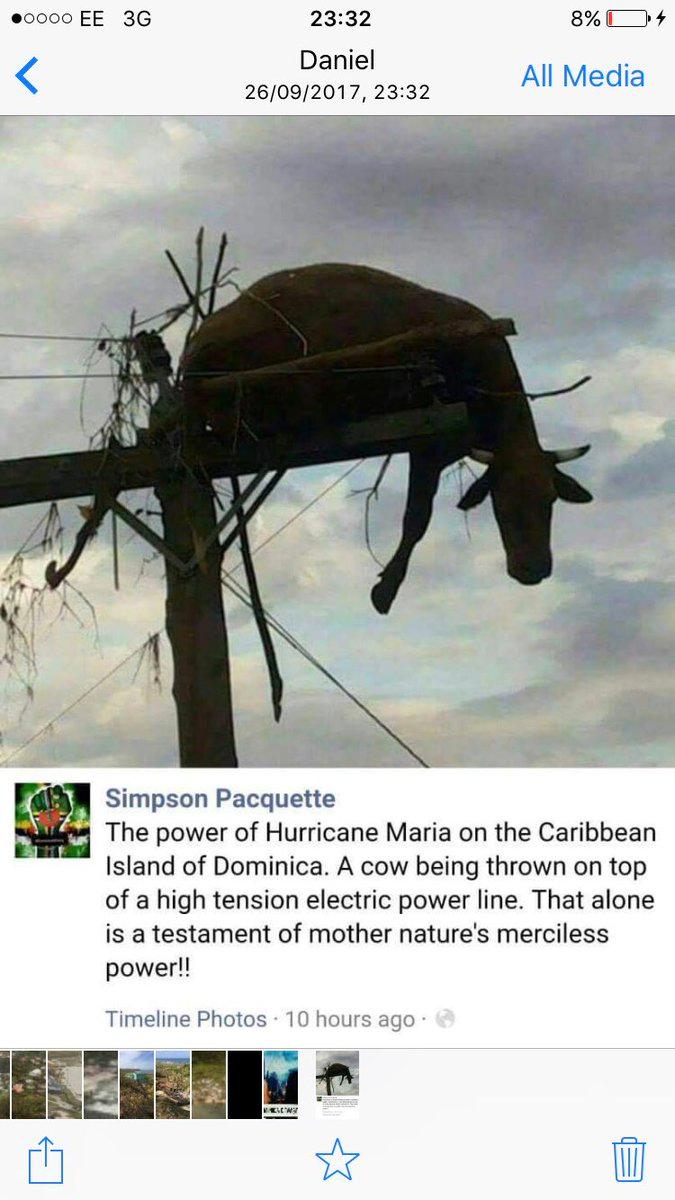 EE 3G 23:32 8%
Daniel
26/09/2017, 23:32
All Media
Simpson Pacquette
The power of Hurricane Maria on the Caribbean
Island of Dominica. A cow being thrown on top
of a high tension electric power line. That alone
is a testament of mother nature's merciless
power!!
Timeline Photos · 10 hours ago ·